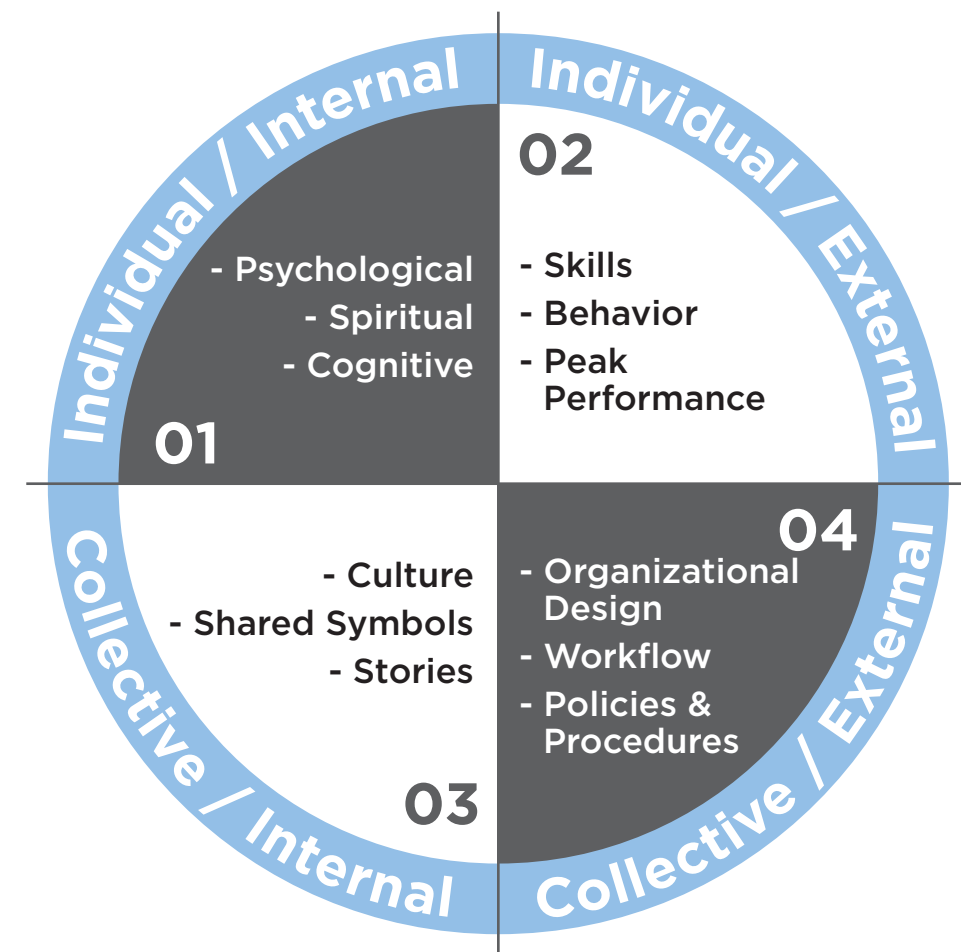 Individual / Internal
- Psychological
- Spiritual
- Cognitive
01
Individual / External
02
- Skills
- Behavior
- Peak
Performance
Collective / Internal
- Culture
- Shared Symbols
- Stories
03
Collective / External
04
- Organizational
Design
- Workflow
- Policies &
Procedures